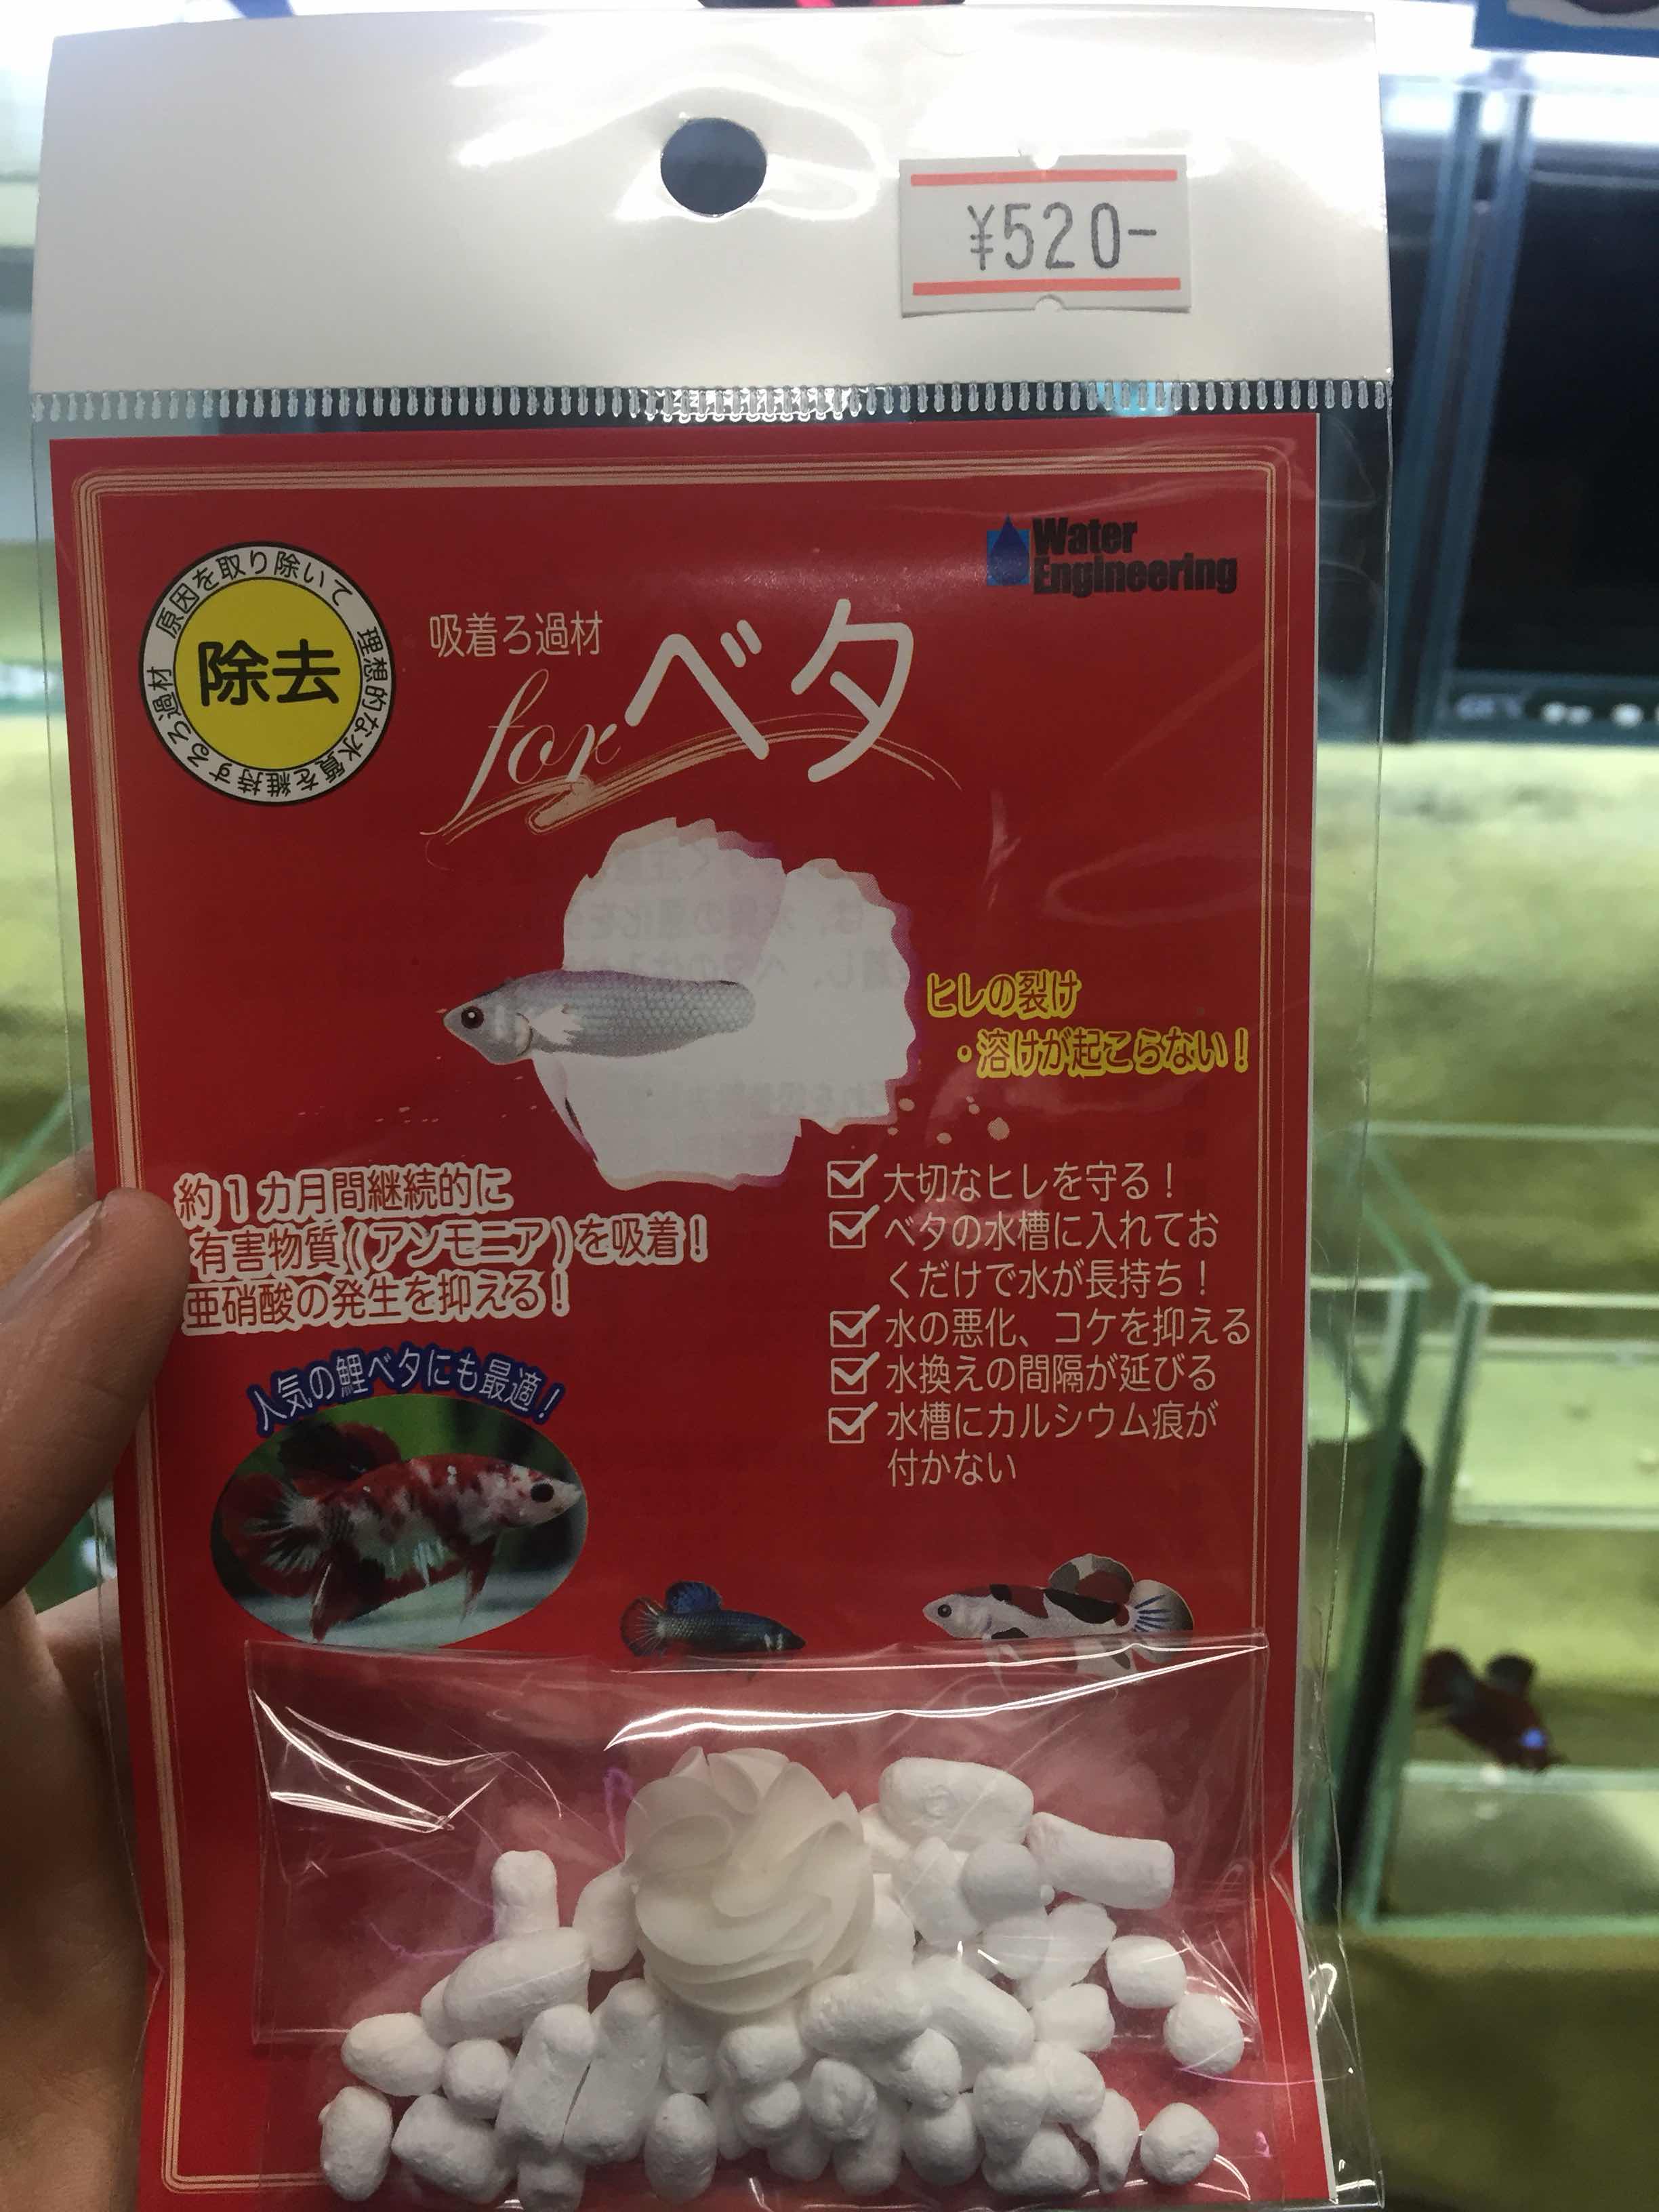 ¥520-
Water
Engineering
原因を取り除いて 理想的な水質を維持するろ過材
除去
吸着ろ過材
forベタ
ヒレの裂け
・溶けが起こらない！
約1カ月間継続的に
有害物質(アンモニア)を吸着！
亜硝酸の発生を抑える！
大切なヒレを守る！
ベタの水槽に入れてお
くだけで水が長持ち！
水の悪化、コケを抑える
水換えの間隔が延びる
水槽にカルシウム痕が
付かない
人気の鯉ベタにも最適！